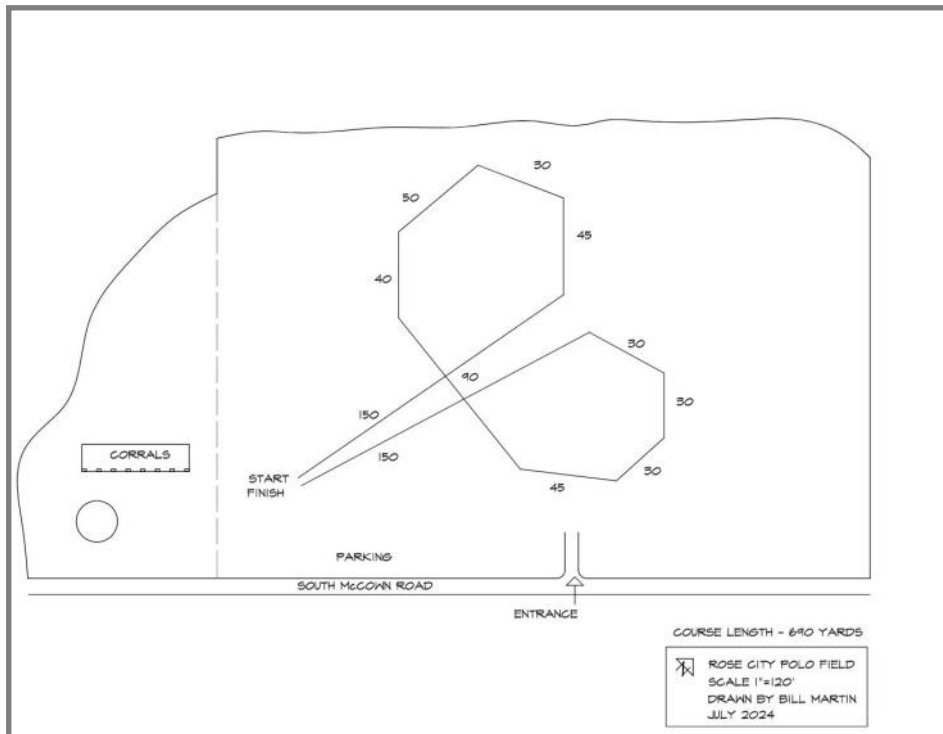 30
50
45
40
30
90
30
150
150
CORRALS
START
FINISH
30
45
PARKING
SOUTH McCOWN ROAD
ENTRANCE
COURSE LENGTH - 690 YARDS
ROSE CITY POLO FIELD
SCALE 1"=120'
DRAWN BY BILL MARTIN
JULY 2024